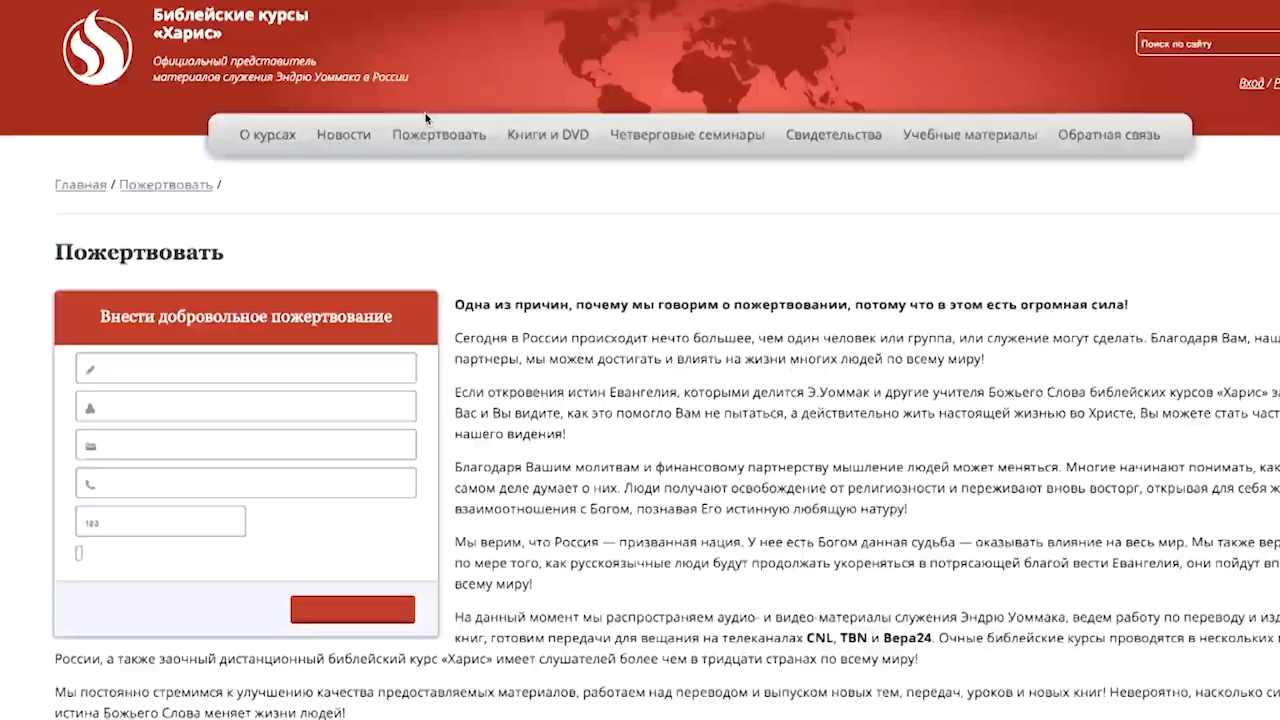 Библейские курсы
«Харис»
Официальный представитель
материалов служения Эндрю Уоммака в России
Поиск по сайту
Вход /
О курсах Новости Пожертвовать Книги и DVD Четверговые семинары Свидетельства Учебные материалы Обратная связь
Главная / Пожертвовать /
Пожертвовать
Внести добровольное пожертвование
123
Одна из причин, почему мы говорим о пожертвовании, потому что в этом есть огромная сила!
Сегодня в России происходит нечто большее, чем один человек или группа, или служение могут сделать. Благодаря Вам,
партнеры, мы можем достигать и влиять на жизни многих людей по всему миру!
Если откровения истин Евангелия, которыми делится Э.Уоммак и другие учителя Божьего Слова библейских курсов «Харис»
Вас и Вы видите, как это помогло Вам не пытаться, а действительно жить настоящей жизнью во Христе, Вы можете стать
нашего видения!
Благодаря Вашим молитвам и финансовому партнерству мышление людей может меняться. Многие начинают понимать,
самом деле думает о них. Люди получают освобождение от религиозности и переживают вновь восторг, открывая для себя
взаимоотношения с Богом, познавая Его истинную любящую натуру!
Мы верим, что Россия — призванная нация. У нее есть Богом данная судьба — оказывать влияние на весь мир. Мы также
по мере того, как русскоязычные люди будут продолжать укореняться в потрясающей благой вести Евангелия, они пойдут
всему миру!
На данный момент мы распространяем аудио- и видео-материалы служения Эндрю Уоммака, ведем работу по переводу и
книг, готовим передачи для вещания на телеканалах CNL, TBN и Вера24. Очные библейские курсы проводятся в нескольких
России, а также заочный дистанционный библейский курс «Харис» имеет слушателей более чем в тридцати странах по всему миру!
Мы постоянно стремимся к улучшению качества предоставляемых материалов, работаем над переводом и выпуском новых тем, передач, уроков и новых книг! Невероятно, насколько
истина Божьего Слова меняет жизни людей!